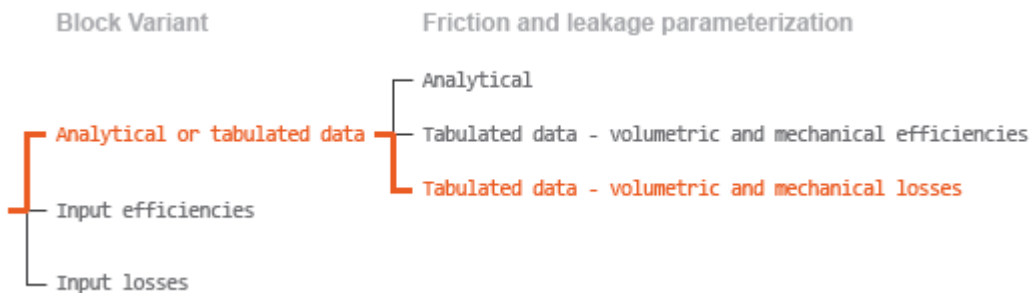 Block Variant
Friction and leakage parameterization
Analytical
Analytical or tabulated data
Tabulated data - volumetric and mechanical efficiencies
Tabulated data - volumetric and mechanical losses
Input efficiencies
Input losses